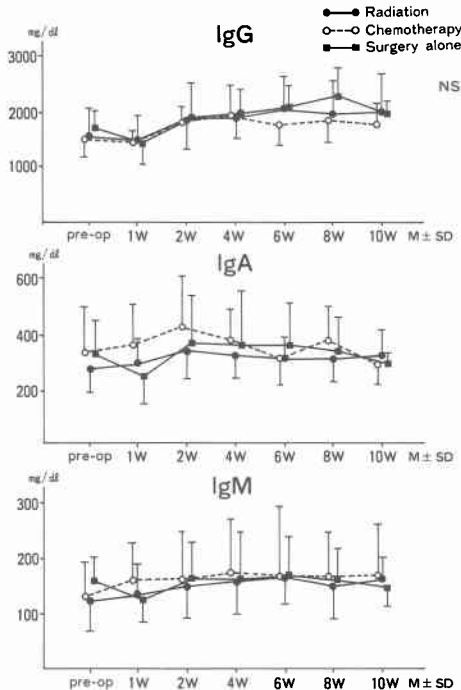 Radiation
Chemotherapy
Surgery alone
mg/dl
IgG
NS
3000
2000
1000
pre-op 1W 2W 4W 6W 8W 10W M ± SD
mg/dl
IgA
600
400
200
pre-op 1W 2W 4W 6W 8W 10W M ± SD
mg/dl
IgM
300
200
100
pre-op 1W 2W 4W 6W 8W 10W M ± SD